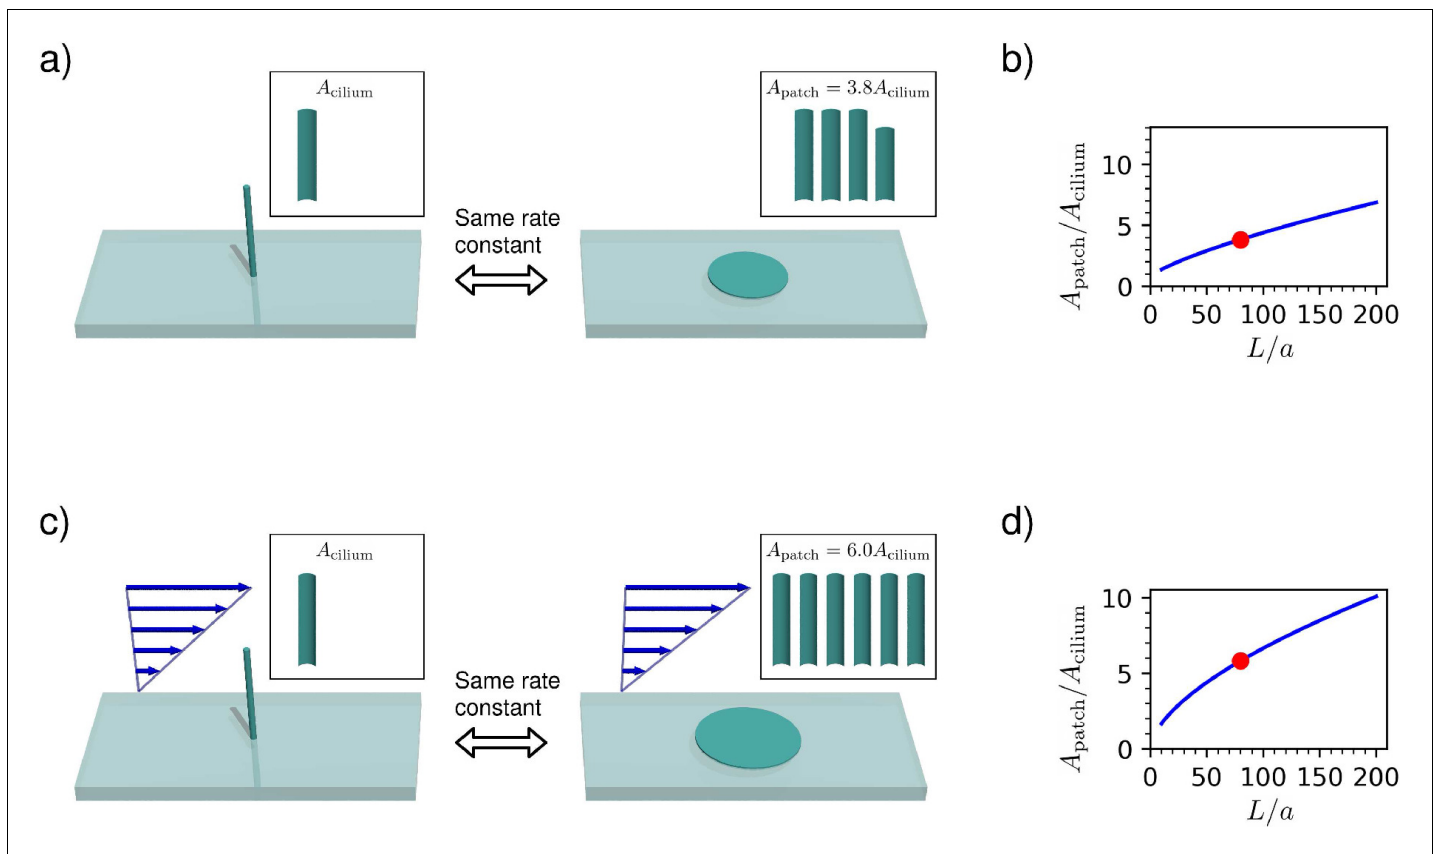 a)
A_cilium
Same rate
constant
A_patch = 3.8A_cilium
b)
A_patch/A_cilium
10
5
0
0 50 100 150 200
L/a
c)
A_cilium
Same rate
constant
A_patch = 6.0A_cilium
d)
A_patch/A_cilium
10
5
0
0 50 100 150 200
L/a